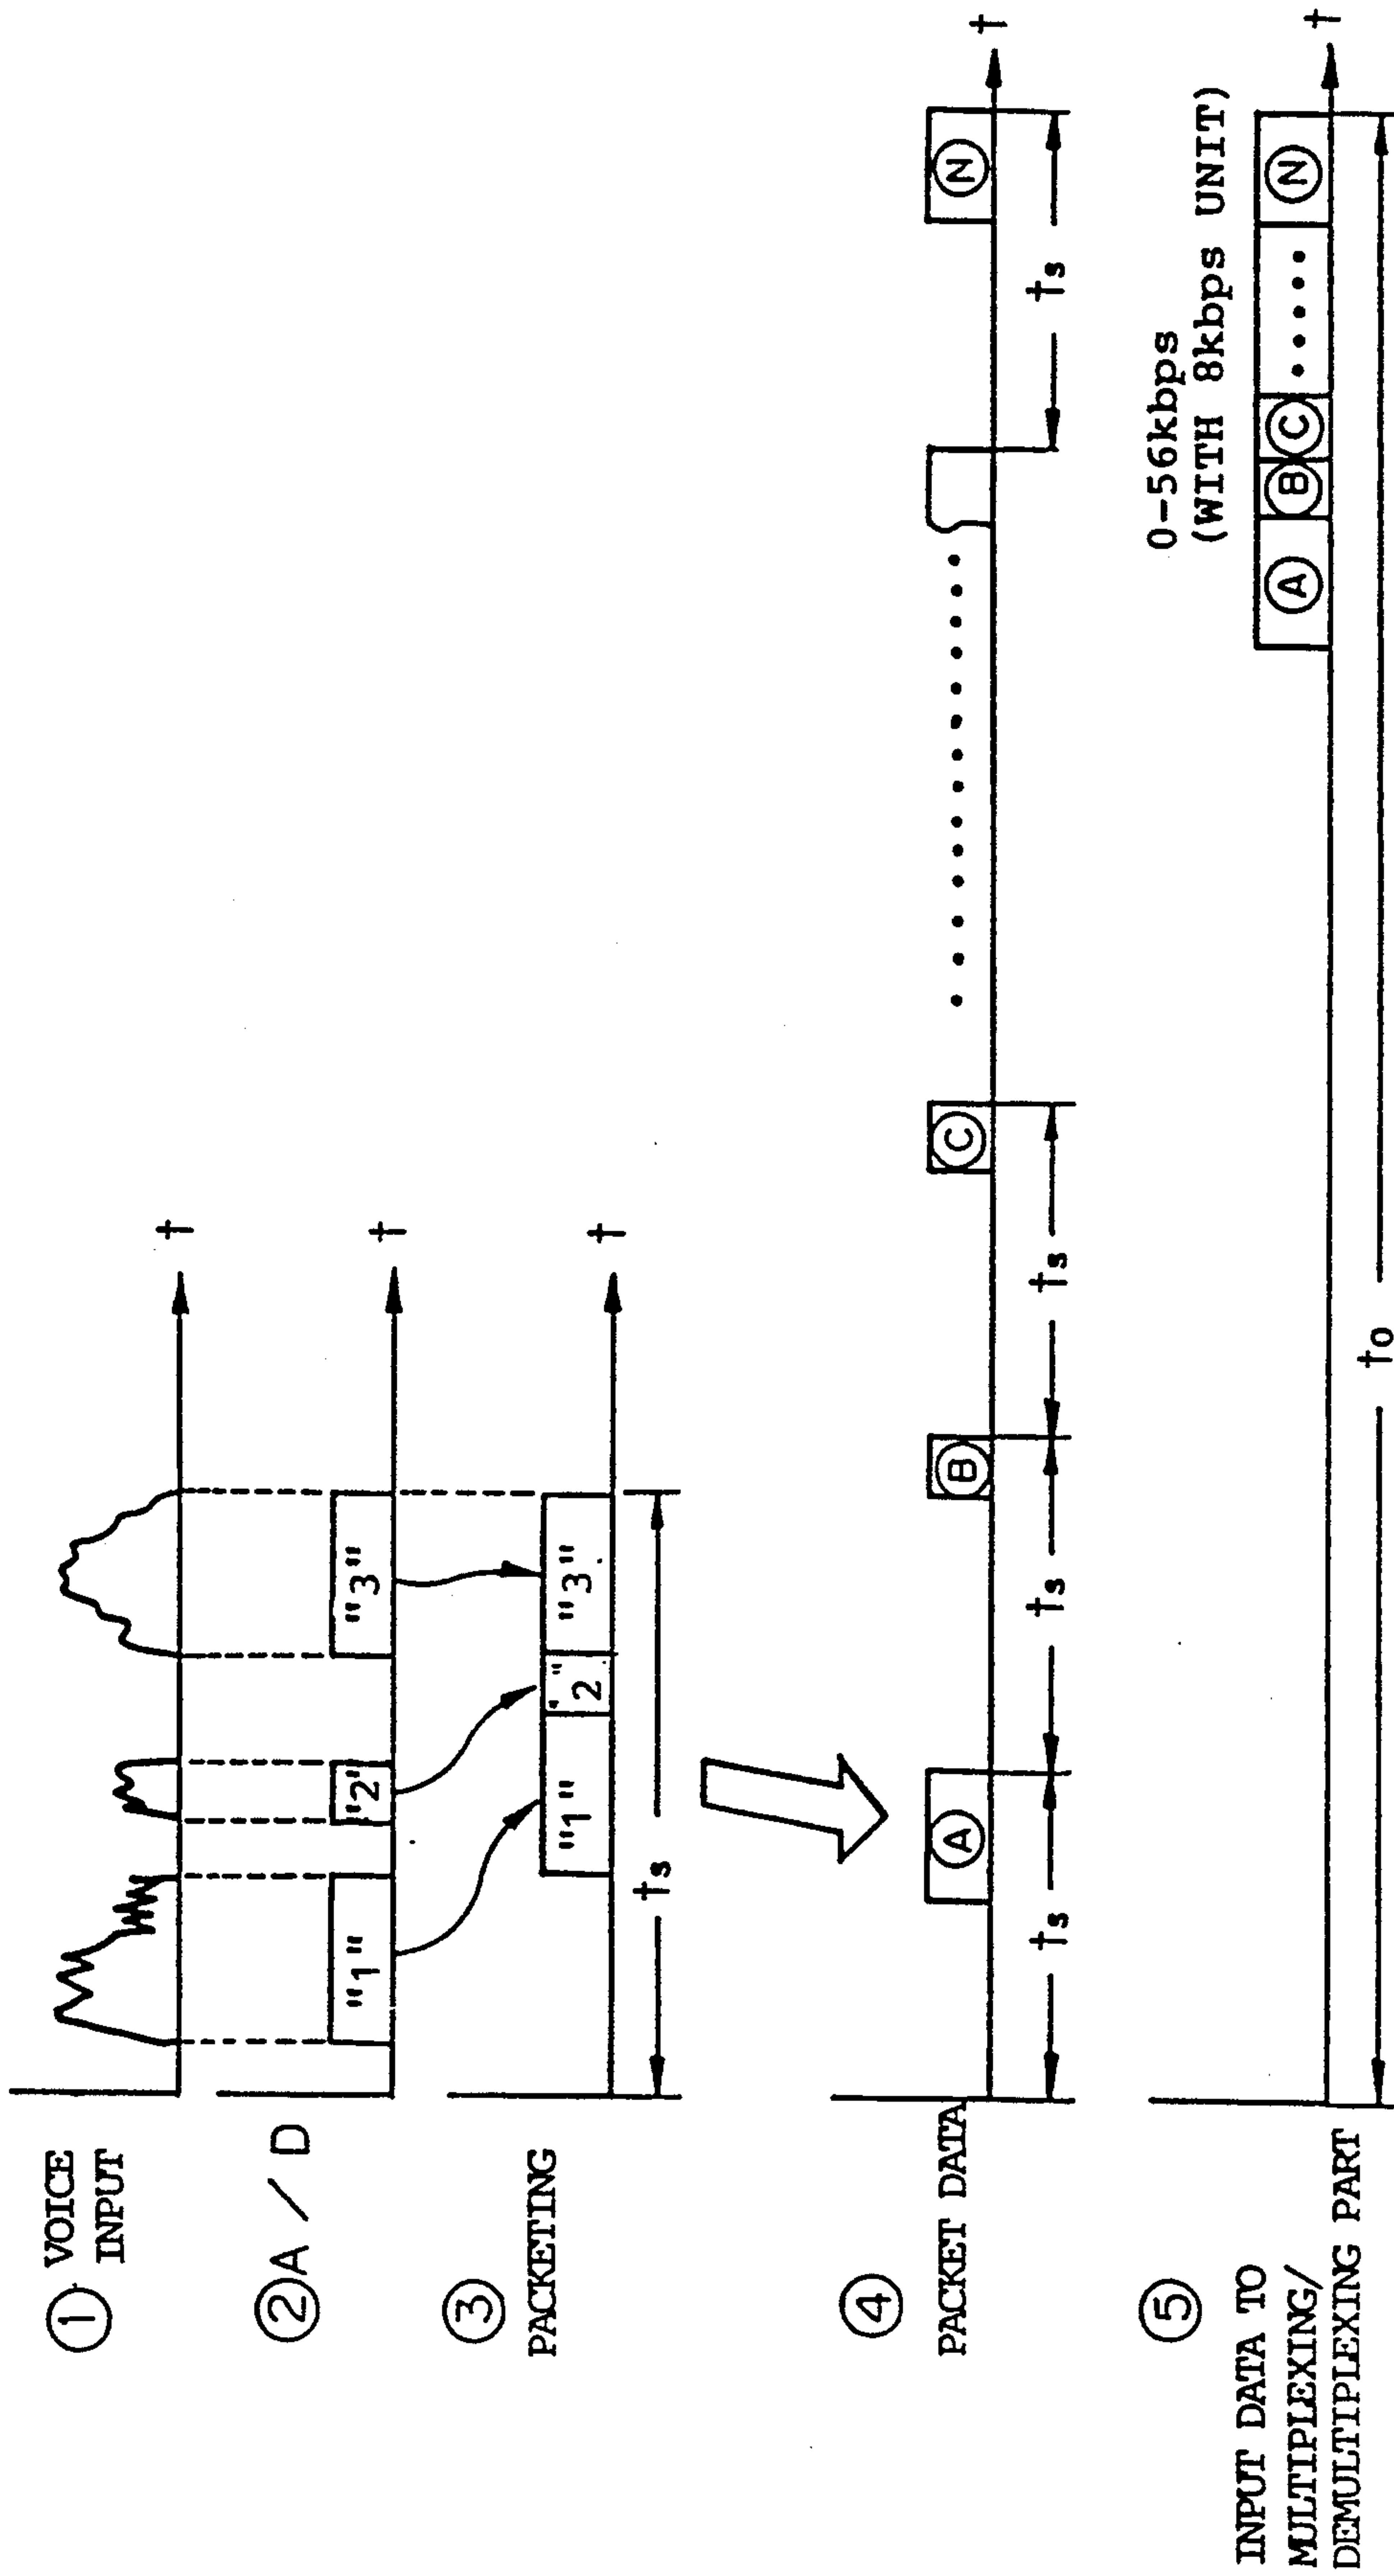 ① VOICE
INPUT
t
② A / D
"1" "2" "3"
t
③
PACKETING
"1" "2" "3"
t
ts
④
PACKET DATA
Ⓐ Ⓑ Ⓒ Ⓝ
t
ts ts ts ts
⑤
INPUT DATA TO
MULTIPLEXING/
DEMULTIPLEXING PART
0-56kbps
(WITH 8kbps UNIT)
Ⓐ Ⓑ Ⓒ ..... Ⓝ
t
to